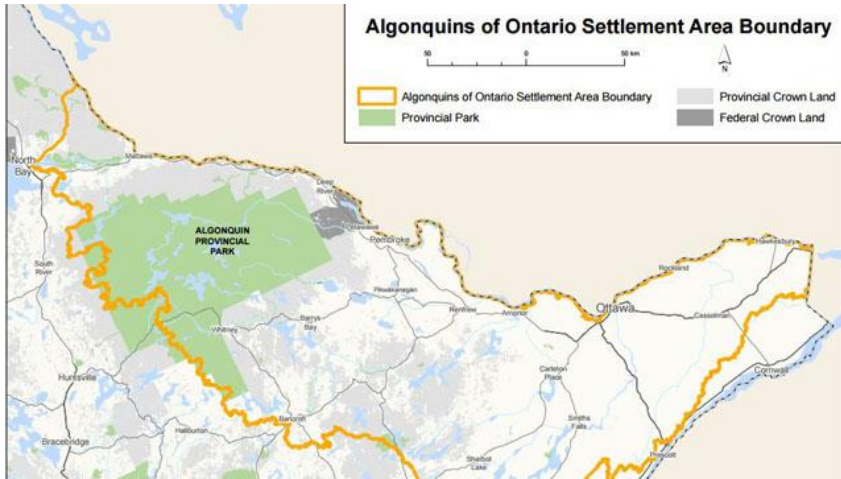 Algonquins of Ontario Settlement Area Boundary
50 0 50 km
N
Algonquins of Ontario Settlement Area Boundary
Provincial Crown Land
Provincial Park
Federal Crown Land
North
Bay
Mattawa
Deep
River
ALGONQUIN
PROVINCIAL
PARK
Petawawa
Pembroke
South
River
Hawkesbury
Rockland
Pikwakanagan
Renfrew
Arnprior
Ottawa
Casselman
Whitney
Barrys
Bay
Carleton
Place
Cornwall
Huntsville
Smiths
Falls
Bancroft
Haliburton
Bracebridge
Prescott
Sharbot
Lake